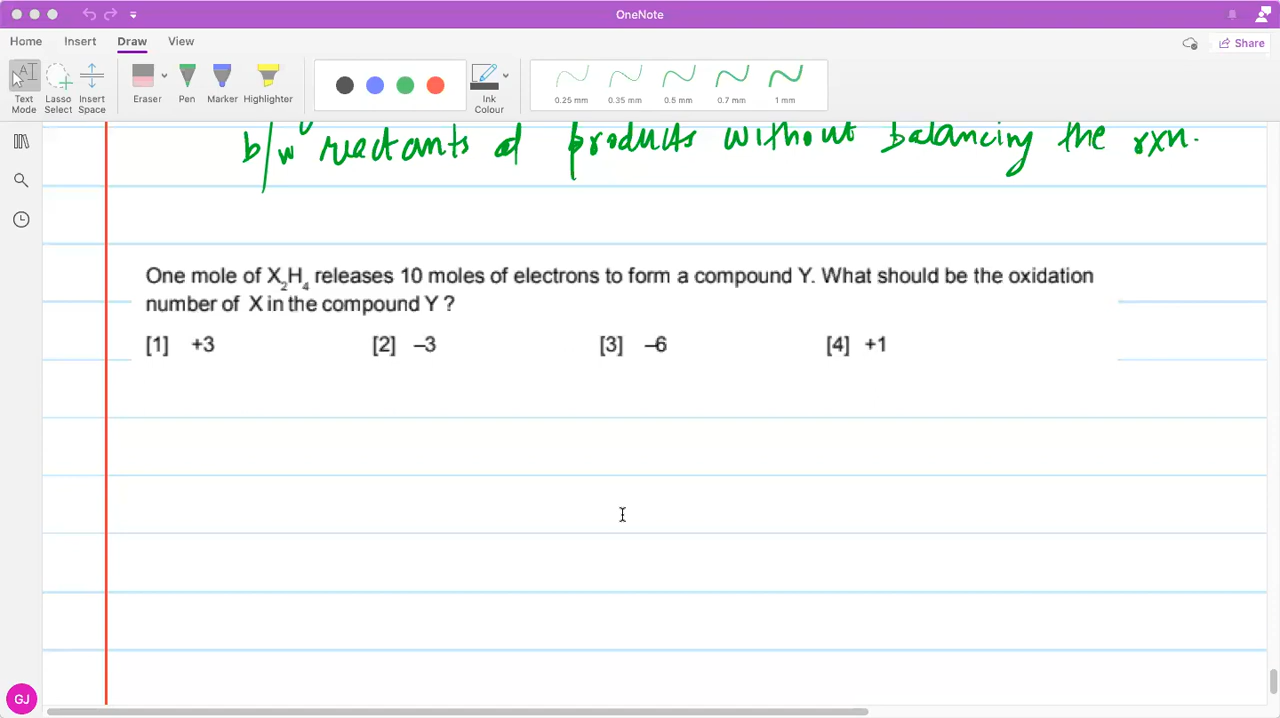 OneNote
Home Insert Draw View
Share
Text Mode
Lasso Select
Insert Space
Eraser
Pen
Marker
Highlighter
Ink Colour
0.25 mm 0.35 mm 0.5 mm 0.7 mm 1 mm
b/w reactants d products without balancing the rxn.
One mole of X₂H₄ releases 10 moles of electrons to form a compound Y. What should be the oxidation
number of X in the compound Y ?
[1] +3 [2] –3 [3] –6 [4] +1
GJ